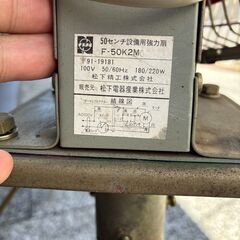 50センチ設備用強力扇
F-50K2M
〒91-19181
100V 50/60Hz 180/220W
松下精工株式会社
販売元 松下電器産業株式会社
結線図
M